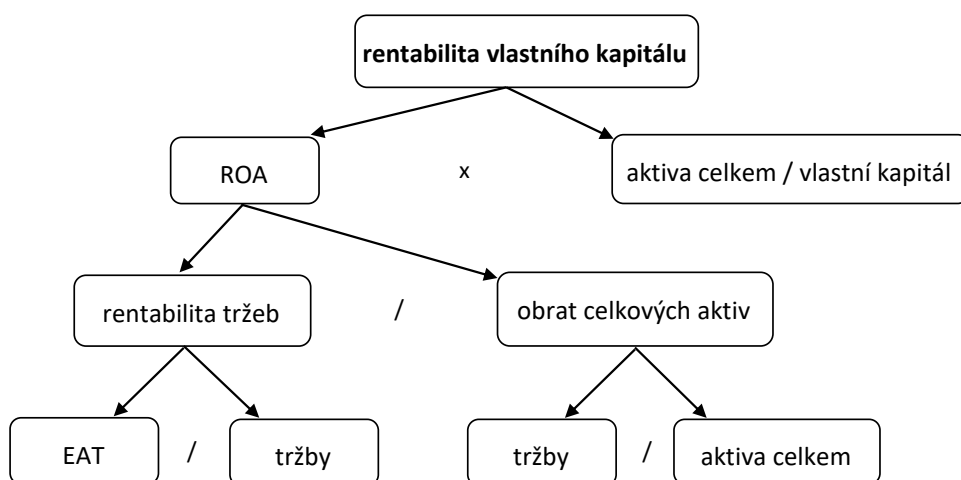 rentabilita vlastního kapitálu
ROA x aktiva celkem / vlastní kapitál
rentabilita tržeb / obrat celkových aktiv
EAT / tržby tržby / aktiva celkem